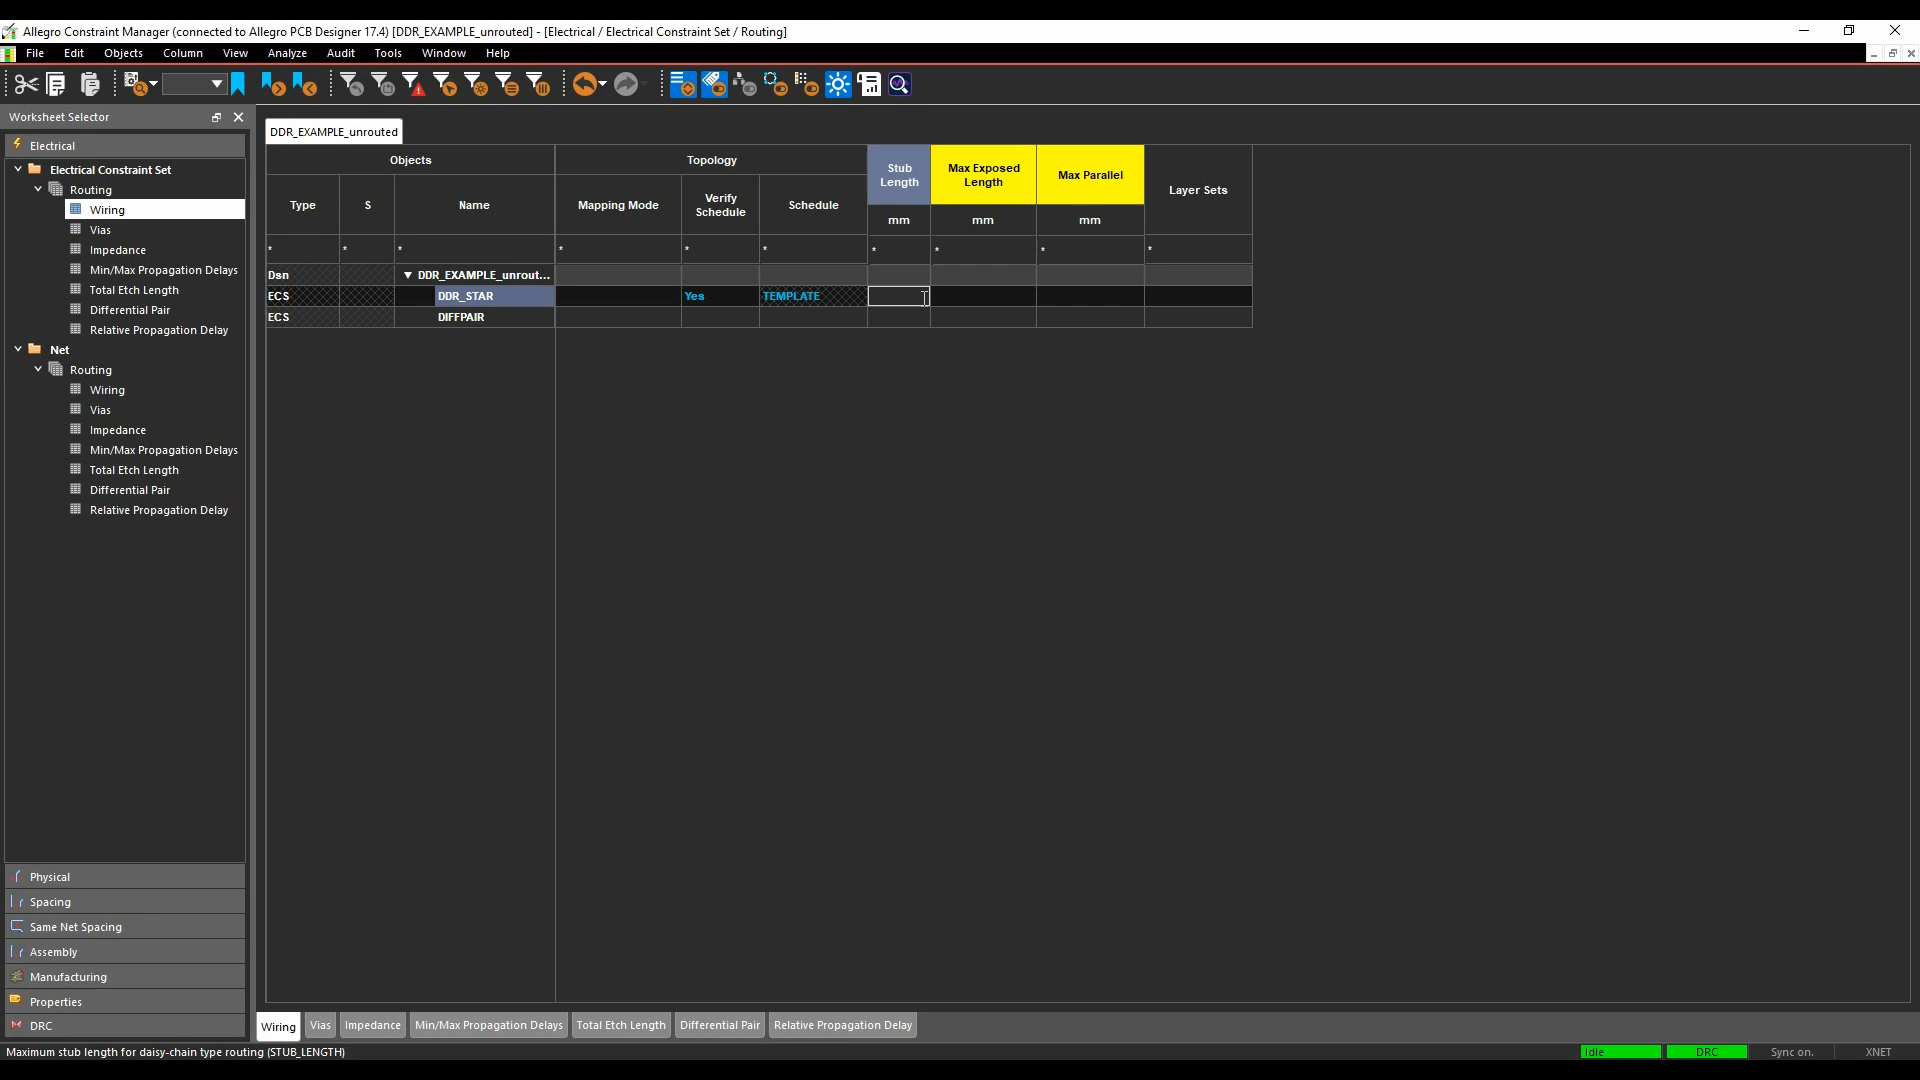 Allegro Constraint Manager (connected to Allegro PCB Designer 17.4) [DDR_EXAMPLE_unrouted] - [Electrical / Electrical Constraint Set / Routing]
File Edit Objects Column View Analyze Audit Tools Window Help
Worksheet Selector
Electrical
Electrical Constraint Set
Routing
Wiring
Vias
Impedance
Min/Max Propagation Delays
Total Etch Length
Differential Pair
Relative Propagation Delay
Net
Routing
Wiring
Vias
Impedance
Min/Max Propagation Delays
Total Etch Length
Differential Pair
Relative Propagation Delay
Physical
Spacing
Same Net Spacing
Assembly
Manufacturing
Properties
DRC
DDR_EXAMPLE_unrouted
Objects Topology Stub Length Max Exposed Length Max Parallel Layer Sets
Type S Name Mapping Mode Verify Schedule Schedule mm mm mm
* * * * * * * * * *
Dsn DDR_EXAMPLE_unrout...
ECS DDR_STAR Yes TEMPLATE
ECS DIFFPAIR
Wiring Vias Impedance Min/Max Propagation Delays Total Etch Length Differential Pair Relative Propagation Delay
Maximum stub length for daisy-chain type routing (STUB_LENGTH) Idle DRC Sync on. XNET